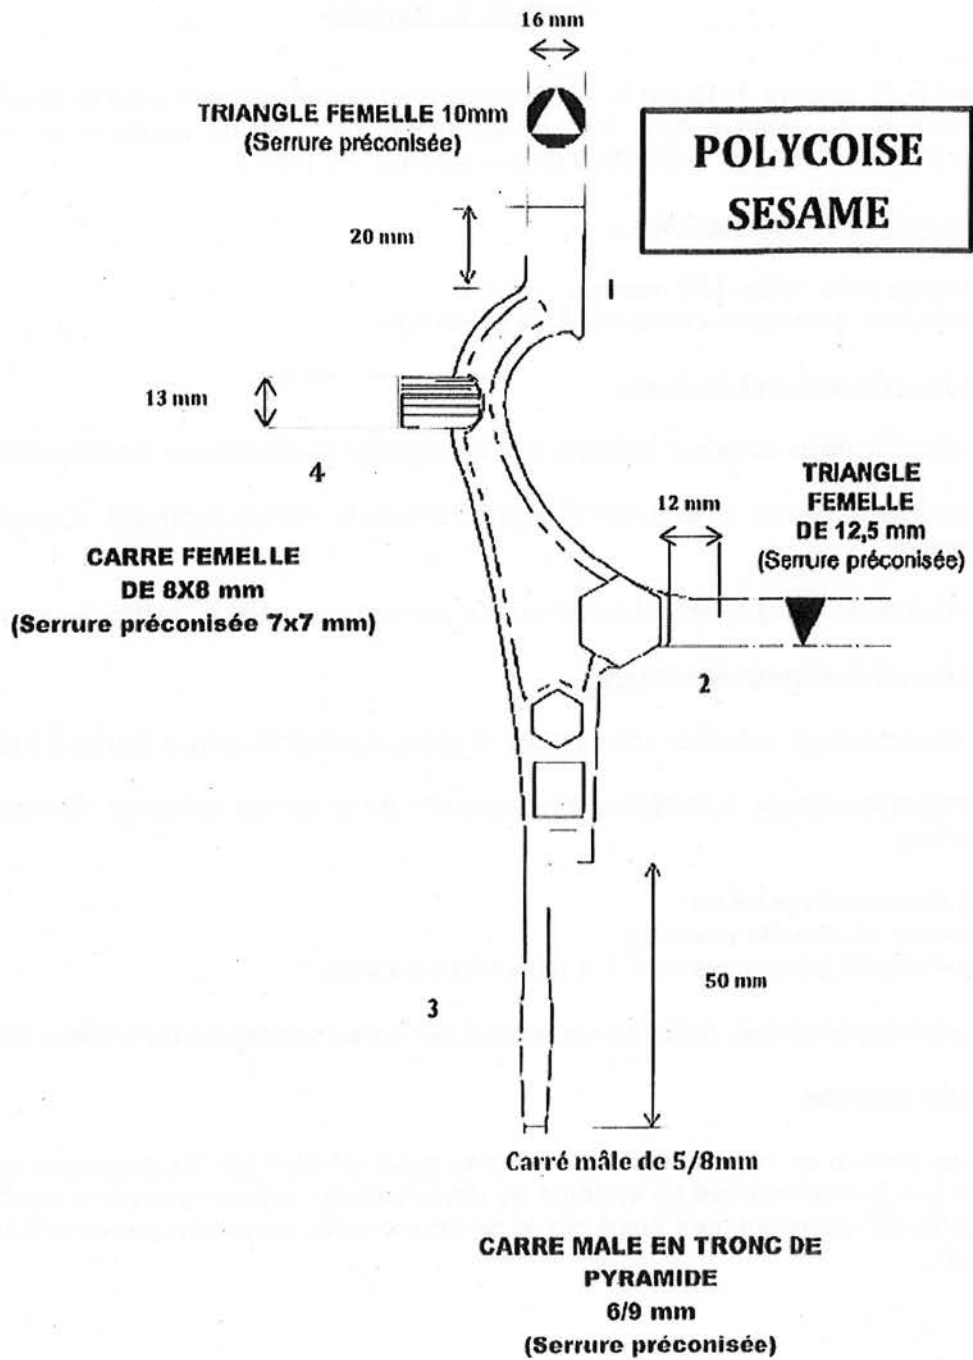 16 mm
TRIANGLE FEMELLE 10mm
(Serrure préconisée)
POLYCOISE
SESAME
20 mm
1
13 mm
4
CARRE FEMELLE
DE 8X8 mm
(Serrure préconisée 7x7 mm)
12 mm
TRIANGLE
FEMELLE
DE 12,5 mm
(Serrure préconisée)
2
3
50 mm
Carré mâle de 5/8mm
CARRE MALE EN TRONC DE
PYRAMIDE
6/9 mm
(Serrure préconisée)